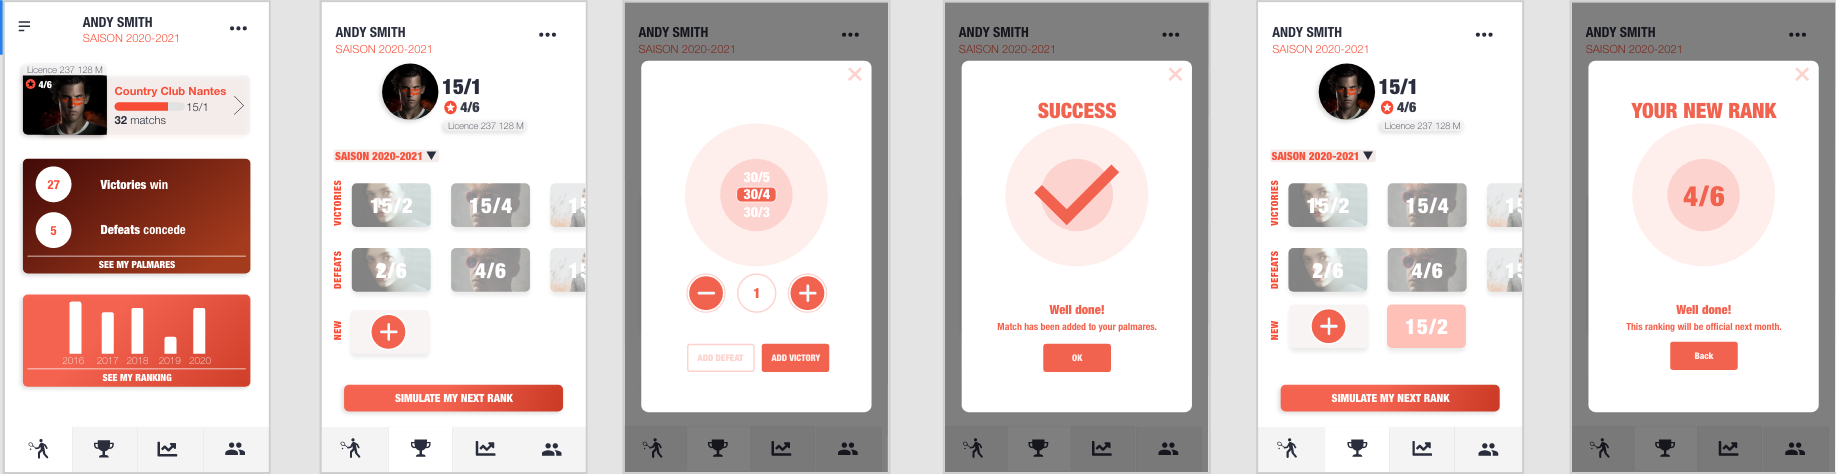 ANDY SMITH
SAISON 2020-2021
Licence 237 128 M
4/6
Country Club Nantes
15/1
32 matchs
27 Victories win
5 Defeats concede
SEE MY PALMARES
2016 2017 2018 2019 2020
SEE MY RANKING
ANDY SMITH
SAISON 2020-2021
15/1
4/6
Licence 237 128 M
SAISON 2020-2021
VICTORIES
15/2 15/4 15
DEFEATS
2/6 4/6 15
NEW
SIMULATE MY NEXT RANK
ANDY SMITH
SAISON 2020-2021
30/5
30/4
30/3
1
ADD DEFEAT ADD VICTORY
ANDY SMITH
SAISON 2020-2021
SUCCESS
Well done!
Match has been added to your palmares.
OK
ANDY SMITH
SAISON 2020-2021
15/1
4/6
Licence 237 128 M
SAISON 2020-2021
VICTORIES
15/2 15/4 15
DEFEATS
2/6 4/6 15
NEW
15/2
SIMULATE MY NEXT RANK
ANDY SMITH
SAISON 2020-2021
YOUR NEW RANK
4/6
Well done!
This ranking will be official next month.
Back